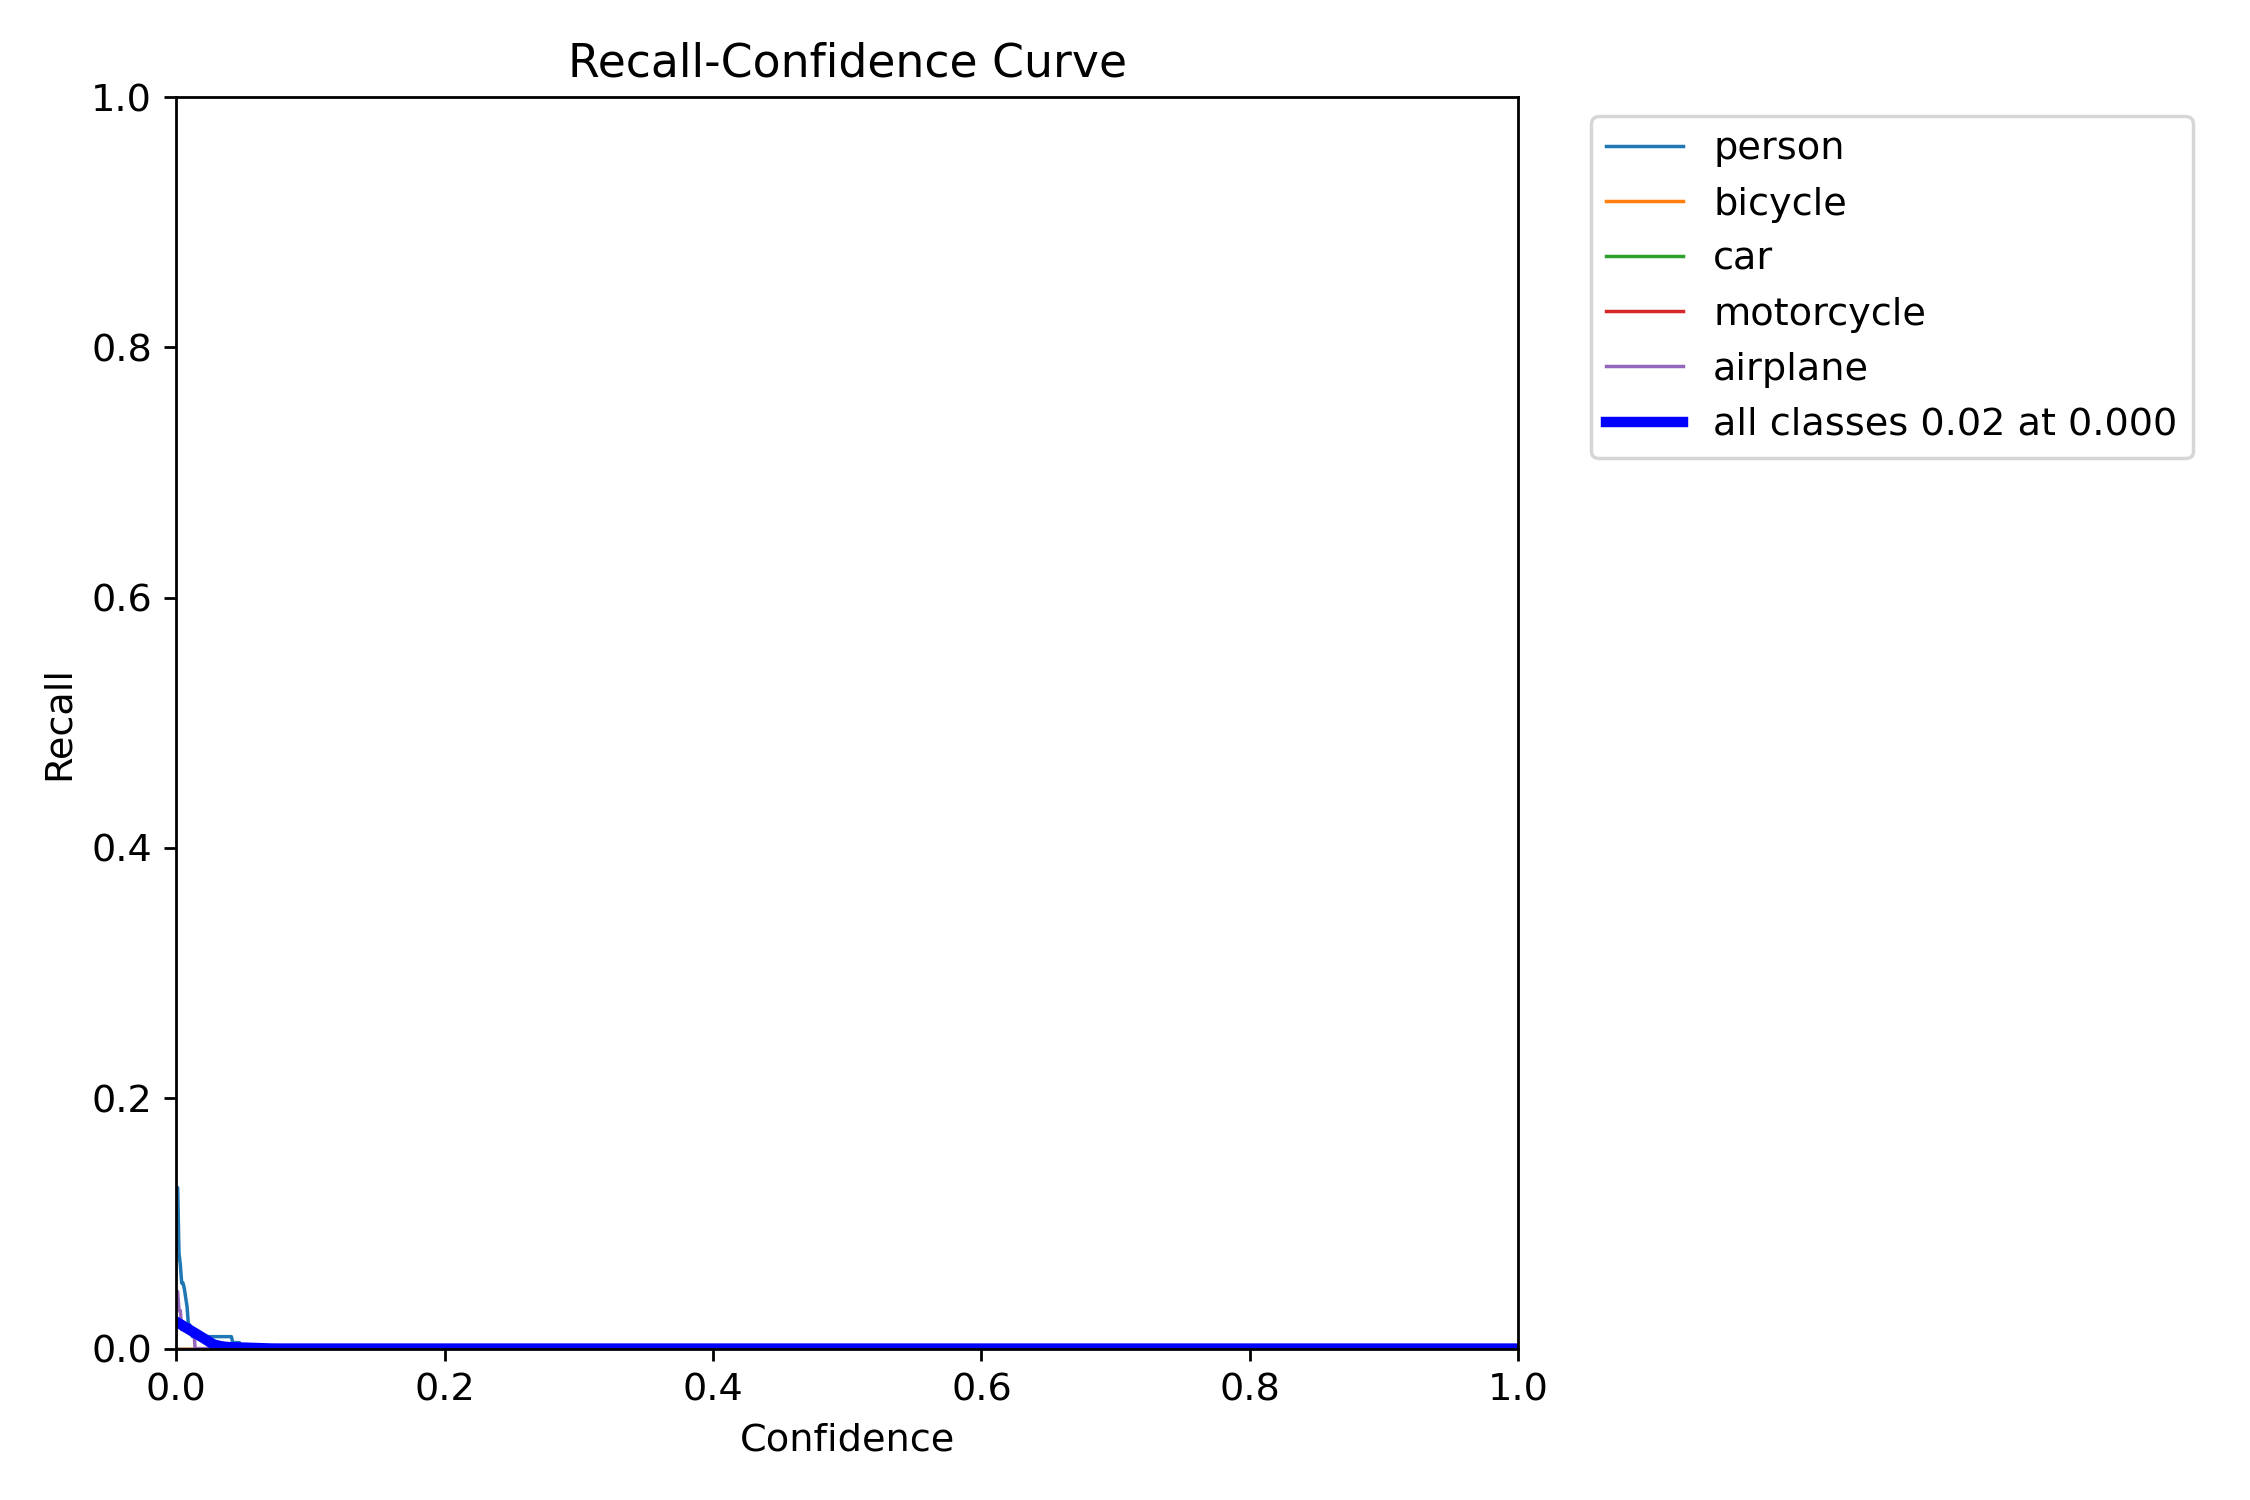 Recall-Confidence Curve
1.0
0.8
0.6
0.4
0.2
0.0
Recall
0.0 0.2 0.4 0.6 0.8 1.0
Confidence
person
bicycle
car
motorcycle
airplane
all classes 0.02 at 0.000